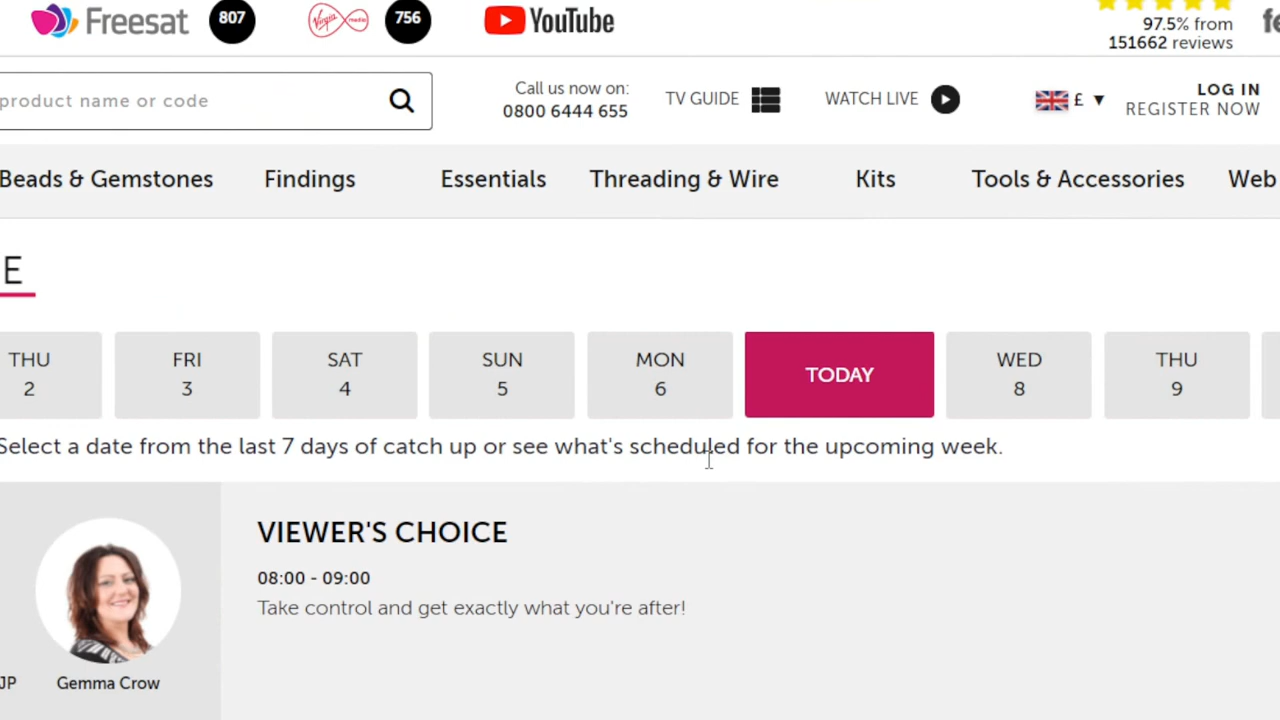 Freesat 807 Virgin media 756 YouTube
97.5% from
151662 reviews
product name or code
Call us now on:
0800 6444 655
TV GUIDE
WATCH LIVE
£
LOG IN
REGISTER NOW
Beads & Gemstones Findings Essentials Threading & Wire Kits Tools & Accessories Web
E
THU
2
FRI
3
SAT
4
SUN
5
MON
6
TODAY
WED
8
THU
9
Select a date from the last 7 days of catch up or see what's scheduled for the upcoming week.
VIEWER'S CHOICE
08:00 - 09:00
Take control and get exactly what you're after!
JP
Gemma Crow